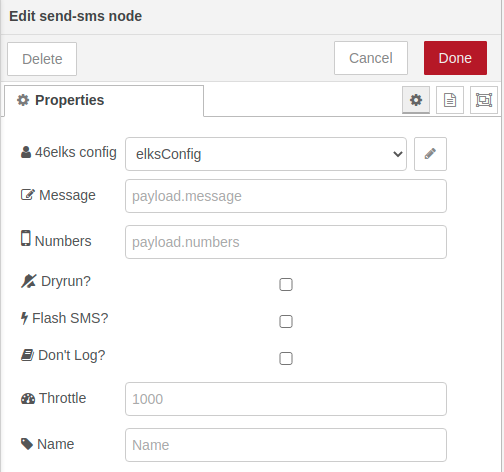 Edit send-sms node
Delete Cancel Done
Properties
46elks config elksConfig
Message payload.message
Numbers payload.numbers
Dryrun?
Flash SMS?
Don't Log?
Throttle 1000
Name Name